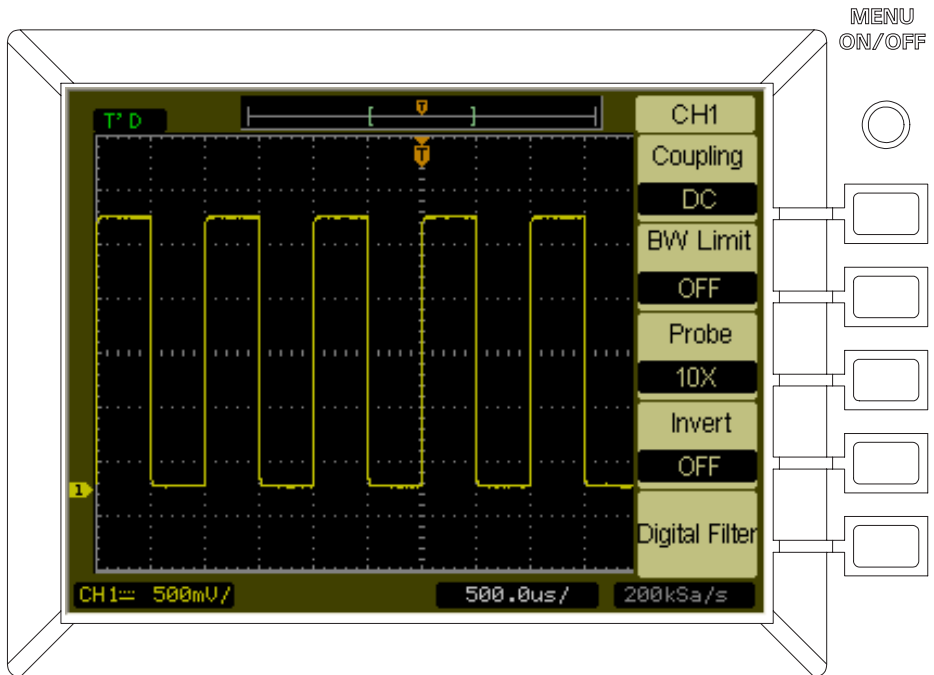 MENU
ON/OFF
T’D
T
CH1
T
Coupling
DC
BW Limit
OFF
Probe
10X
Invert
OFF
1
Digital Filter
CH1 500mV/
500.0us/
200kSa/s